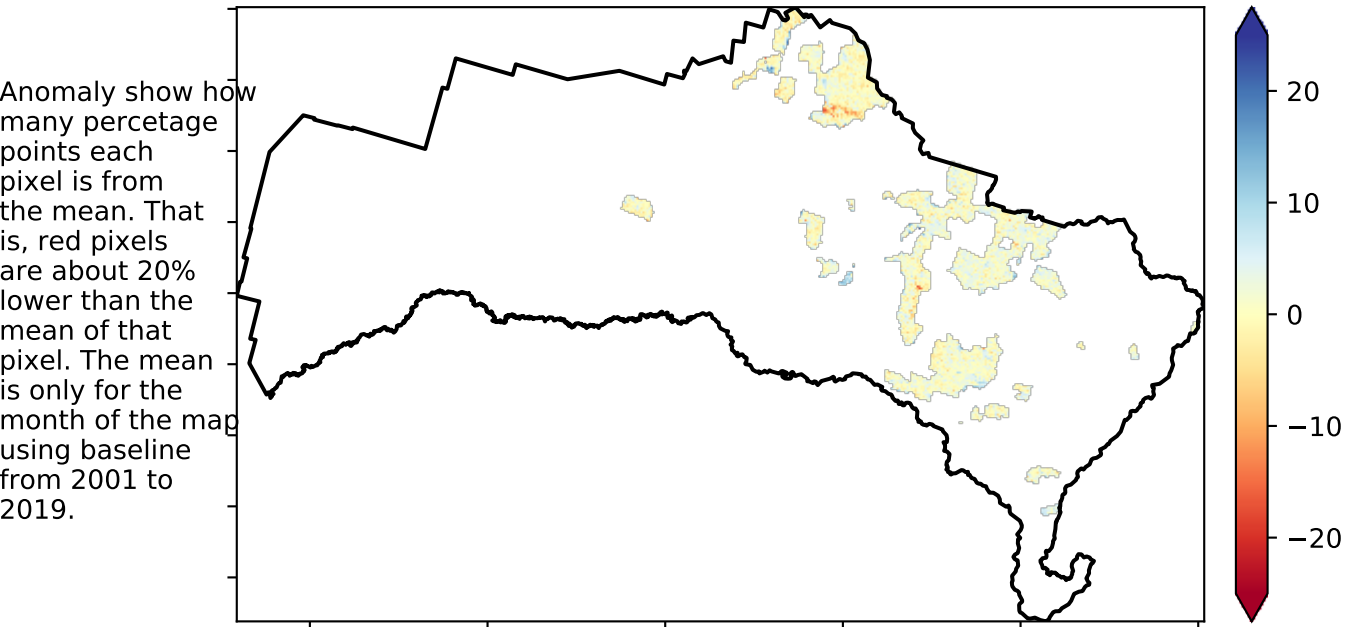 Anomaly show how
many percetage
points each
pixel is from
the mean. That
is, red pixels
are about 20%
lower than the
mean of that
pixel. The mean
is only for the
month of the map
using baseline
from 2001 to
2019.
20
10
0
−10
−20